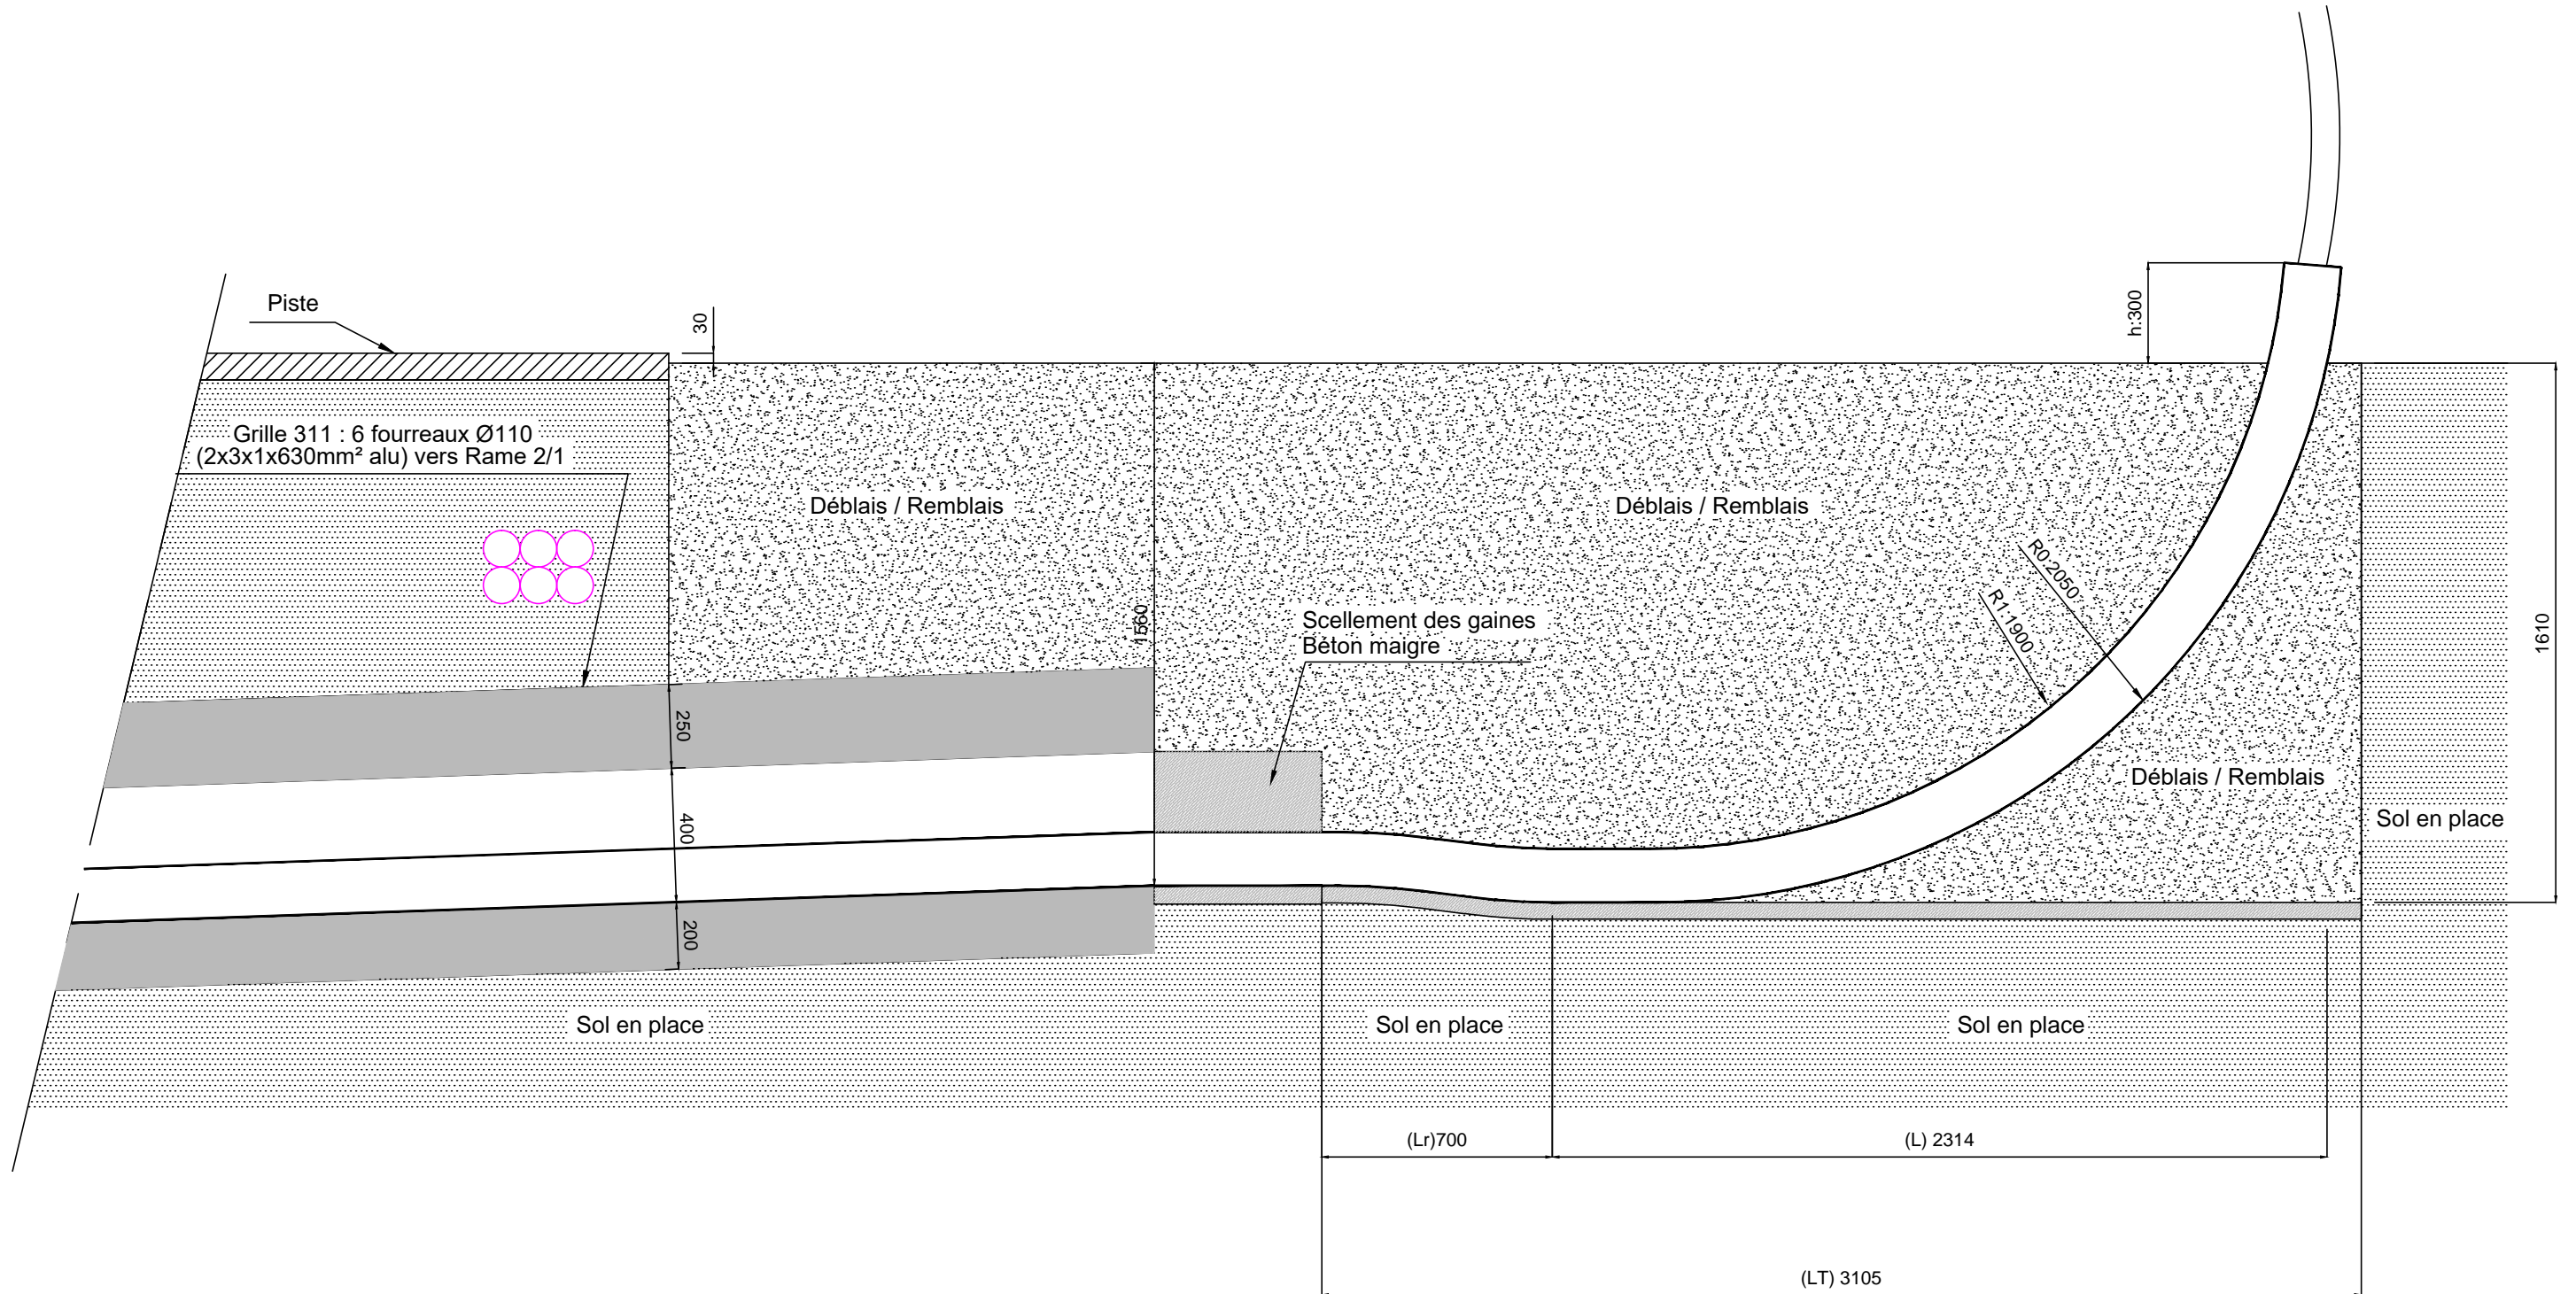 Piste
30
h:300
Grille 311 : 6 fourreaux Ø110
(2x3x1x630mm² alu) vers Rame 2/1
Déblais / Remblais
Déblais / Remblais
R0:2050
R1:1900
1560
Scellement des gaines
Béton maigre
1610
250
400
200
Déblais / Remblais
Sol en place
Sol en place
Sol en place
Sol en place
(Lr)700
(L) 2314
(LT) 3105